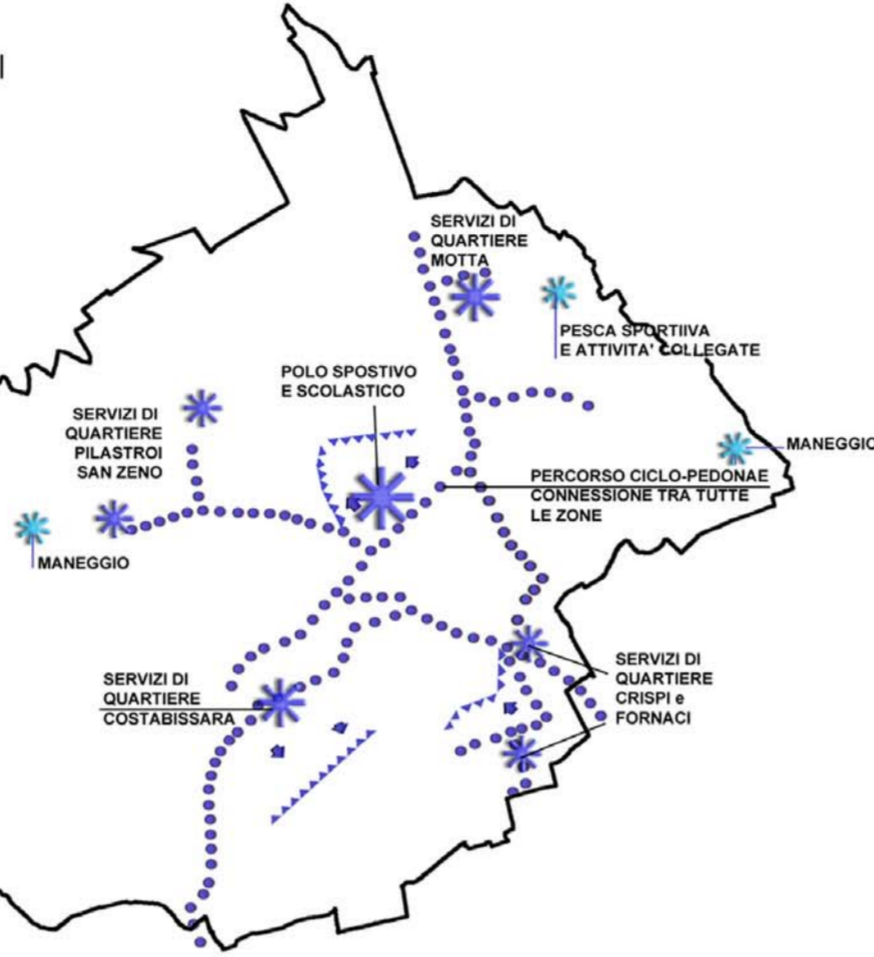 SERVIZI DI
QUARTIERE
MOTTA
PESCA SPORTIIVA
E ATTIVITA' COLLEGATE
POLO SPOSTIVO
E SCOLASTICO
SERVIZI DI
QUARTIERE
PILASTROI
SAN ZENO
MANEGGIO
PERCORSO CICLO-PEDONAE
CONNESSIONE TRA TUTTE
LE ZONE
MANEGGIO
SERVIZI DI
QUARTIERE
CRISPI e
FORNACI
SERVIZI DI
QUARTIERE
COSTABISSARA